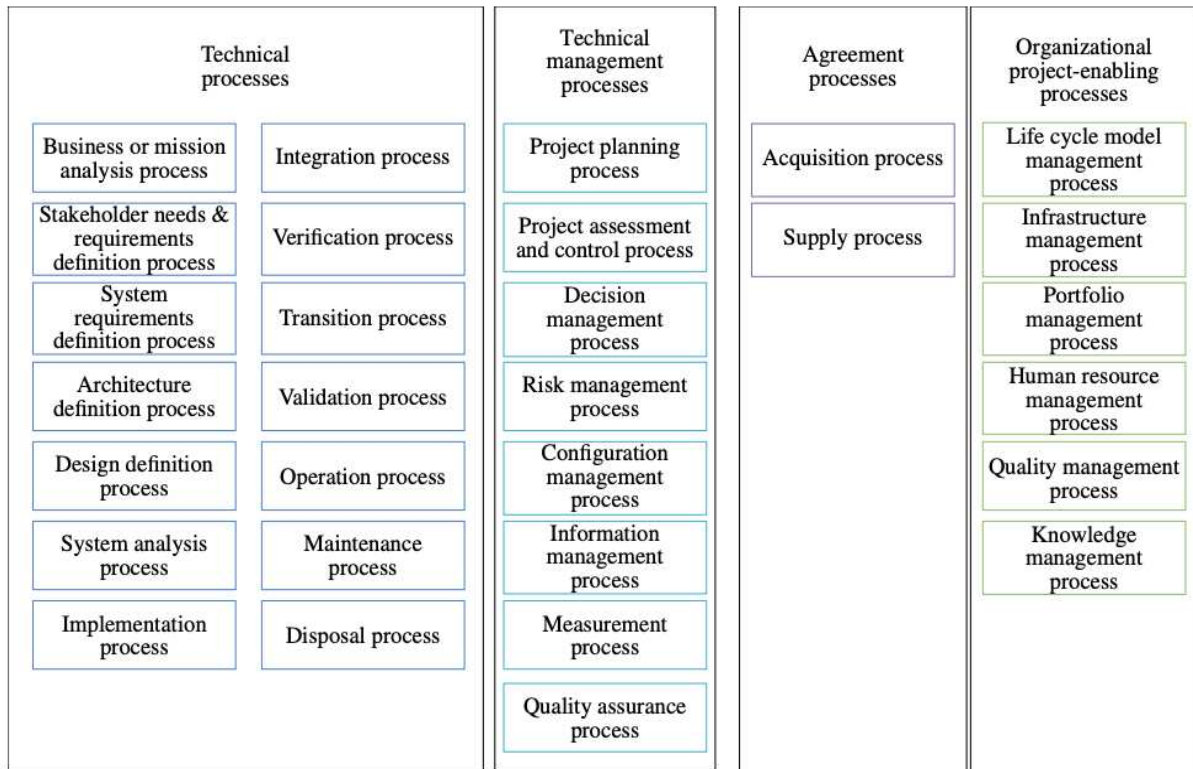 Technical
processes
Business or mission
analysis process
Stakeholder needs &
requirements
definition process
System
requirements
definition process
Architecture
definition process
Design definition
process
System analysis
process
Implementation
process
Integration process
Verification process
Transition process
Validation process
Operation process
Maintenance
process
Disposal process
Technical
management
processes
Project planning
process
Project assessment
and control process
Decision
management
process
Risk management
process
Configuration
management
process
Information
management
process
Measurement
process
Quality assurance
process
Agreement
processes
Acquisition process
Supply process
Organizational
project-enabling
processes
Life cycle model
management
process
Infrastructure
management
process
Portfolio
management
process
Human resource
management
process
Quality management
process
Knowledge
management
process